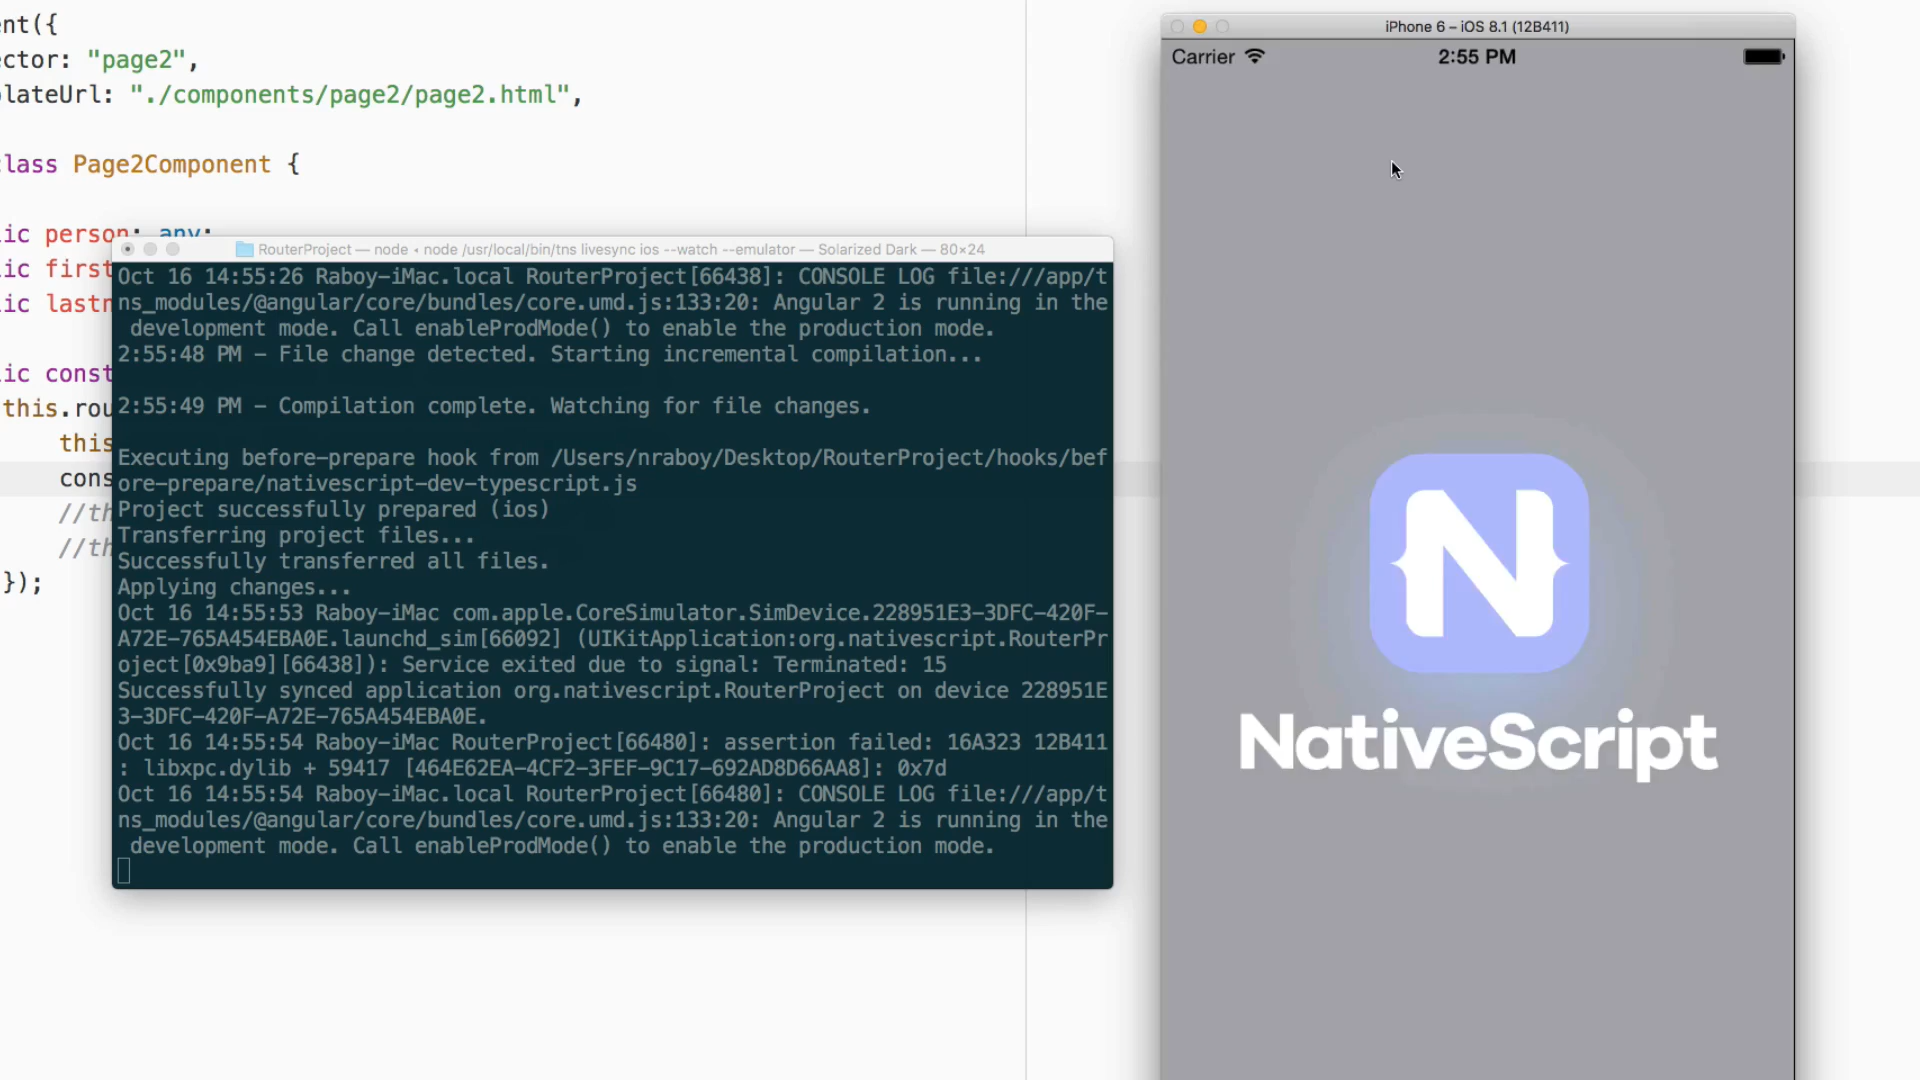 ent({
ector: "page2",
lateUrl: "./components/page2/page2.html",
class Page2Component {
ic person: any;
ic first
ic lastn
ic const
this.rou
this
cons
//th
//th
});
RouterProject — node • node /usr/local/bin/tns livesync ios --watch --emulator — Solarized Dark — 80×24
Oct 16 14:55:26 Raboy-iMac.local RouterProject[66438]: CONSOLE LOG file:///app/t
ns_modules/@angular/core/bundles/core.umd.js:133:20: Angular 2 is running in the
development mode. Call enableProdMode() to enable the production mode.
2:55:48 PM - File change detected. Starting incremental compilation...
2:55:49 PM - Compilation complete. Watching for file changes.
Executing before-prepare hook from /Users/nraboy/Desktop/RouterProject/hooks/bef
ore-prepare/nativescript-dev-typescript.js
Project successfully prepared (ios)
Transferring project files...
Successfully transferred all files.
Applying changes...
Oct 16 14:55:53 Raboy-iMac com.apple.CoreSimulator.SimDevice.228951E3-3DFC-420F-
A72E-765A454EBA0E.launchd_sim[66092] (UIKitApplication:org.nativescript.RouterPr
oject[0x9ba9][66438]): Service exited due to signal: Terminated: 15
Successfully synced application org.nativescript.RouterProject on device 228951E
3-3DFC-420F-A72E-765A454EBA0E.
Oct 16 14:55:54 Raboy-iMac RouterProject[66480]: assertion failed: 16A323 12B411
: libxpc.dylib + 59417 [464E62EA-4CF2-3FEF-9C17-692AD8D66AA8]: 0x7d
Oct 16 14:55:54 Raboy-iMac.local RouterProject[66480]: CONSOLE LOG file:///app/t
ns_modules/@angular/core/bundles/core.umd.js:133:20: Angular 2 is running in the
development mode. Call enableProdMode() to enable the production mode.
iPhone 6 – iOS 8.1 (12B411)
Carrier 2:55 PM
N
NativeScript